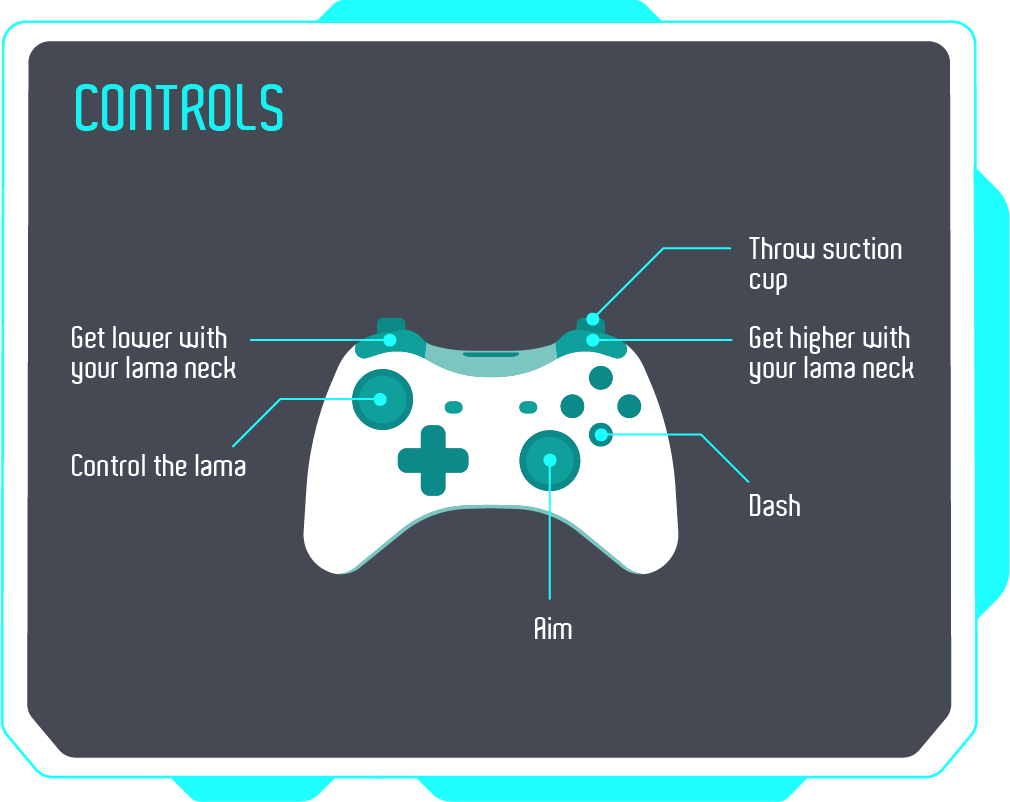 CONTROLS
Throw suction
cup
Get lower with
your lama neck
Get higher with
your lama neck
Control the lama
Dash
Aim